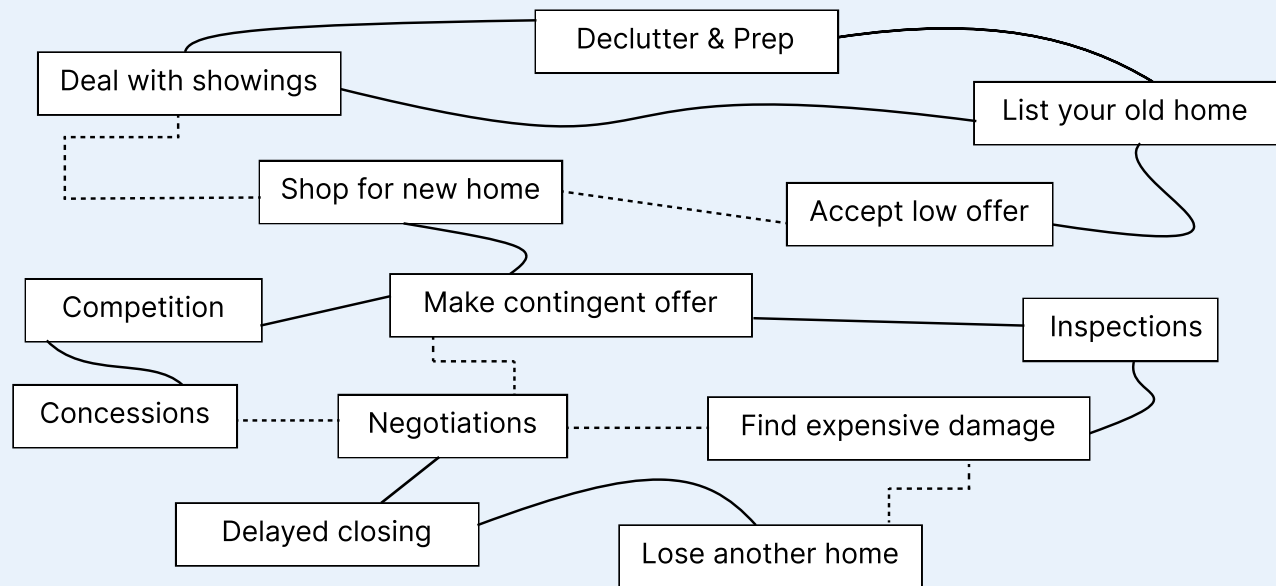 Declutter & Prep
Deal with showings
List your old home
Shop for new home
Accept low offer
Make contingent offer
Competition
Inspections
Concessions
Negotiations
Find expensive damage
Delayed closing
Lose another home